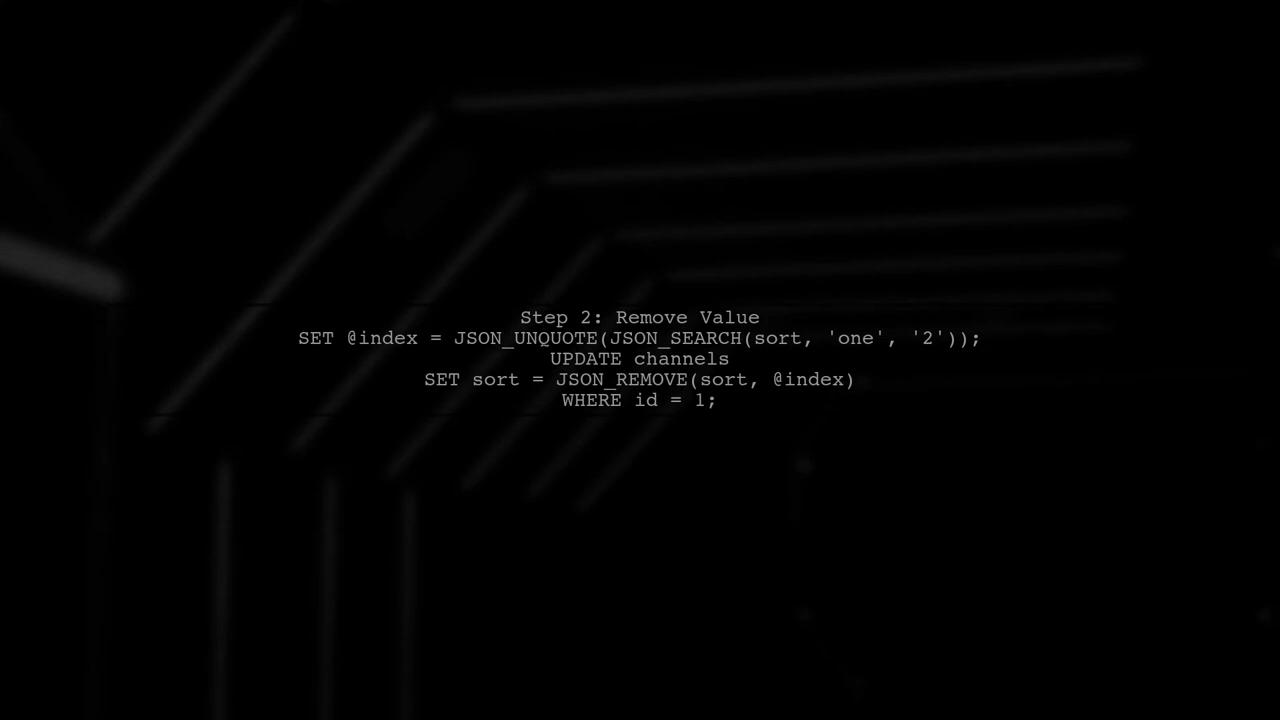 Step 2: Remove Value
SET @index = JSON_UNQUOTE(JSON_SEARCH(sort, 'one', '2'));
UPDATE channels
SET sort = JSON_REMOVE(sort, @index)
WHERE id = 1;